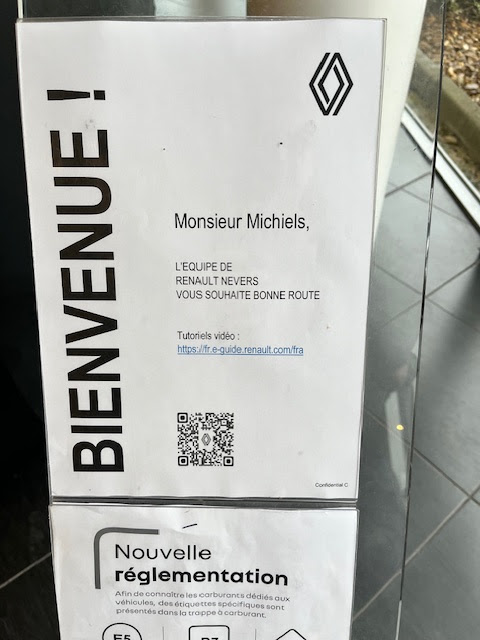 BIENVENUE !
Monsieur Michiels,
L'EQUIPE DE
RENAULT NEVERS
VOUS SOUHAITE BONNE ROUTE
Tutoriels vidéo :
https://fr.e-guide.renault.com/fra
Confidential C
Nouvelle
réglementation
Afin de connaître les carburants dédiés aux
véhicules, des étiquettes spécifiques sont
présentés dans la trappe à carburant.
E5